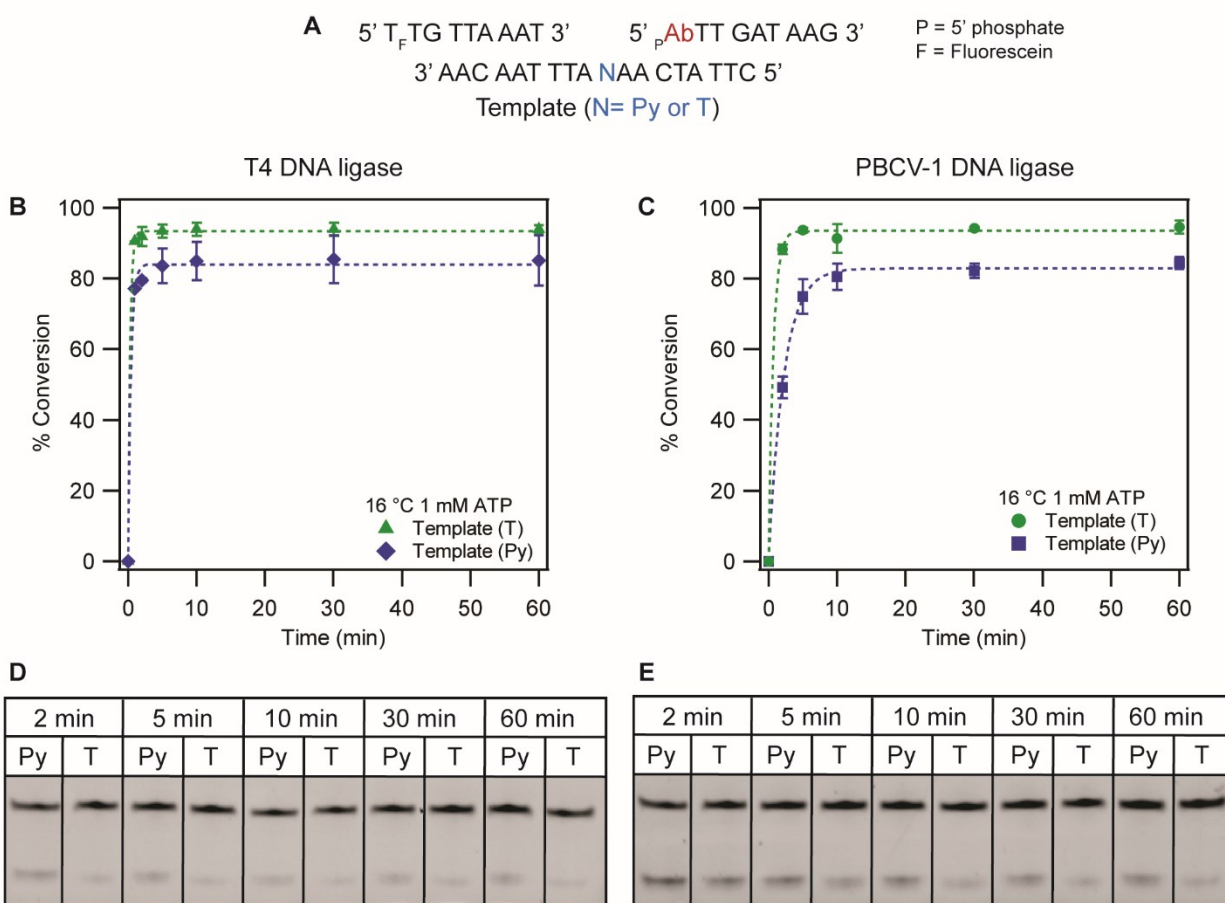 A 5' TFTG TTA AAT 3' 5' PAbTT GAT AAG 3' P = 5' phosphate
F = Fluorescein
3' AAC AAT TTA NAA CTA TTC 5'
Template (N= Py or T)
T4 DNA ligase
B
100
80
60
40
20
0
% Conversion
16 °C 1 mM ATP
Template (T)
Template (Py)
0 10 20 30 40 50 60
Time (min)
PBCV-1 DNA ligase
C
100
80
60
40
20
0
% Conversion
16 °C 1 mM ATP
Template (T)
Template (Py)
0 10 20 30 40 50 60
Time (min)
D
2 min 5 min 10 min 30 min 60 min
Py T Py T Py T Py T Py T
E
2 min 5 min 10 min 30 min 60 min
Py T Py T Py T Py T Py T